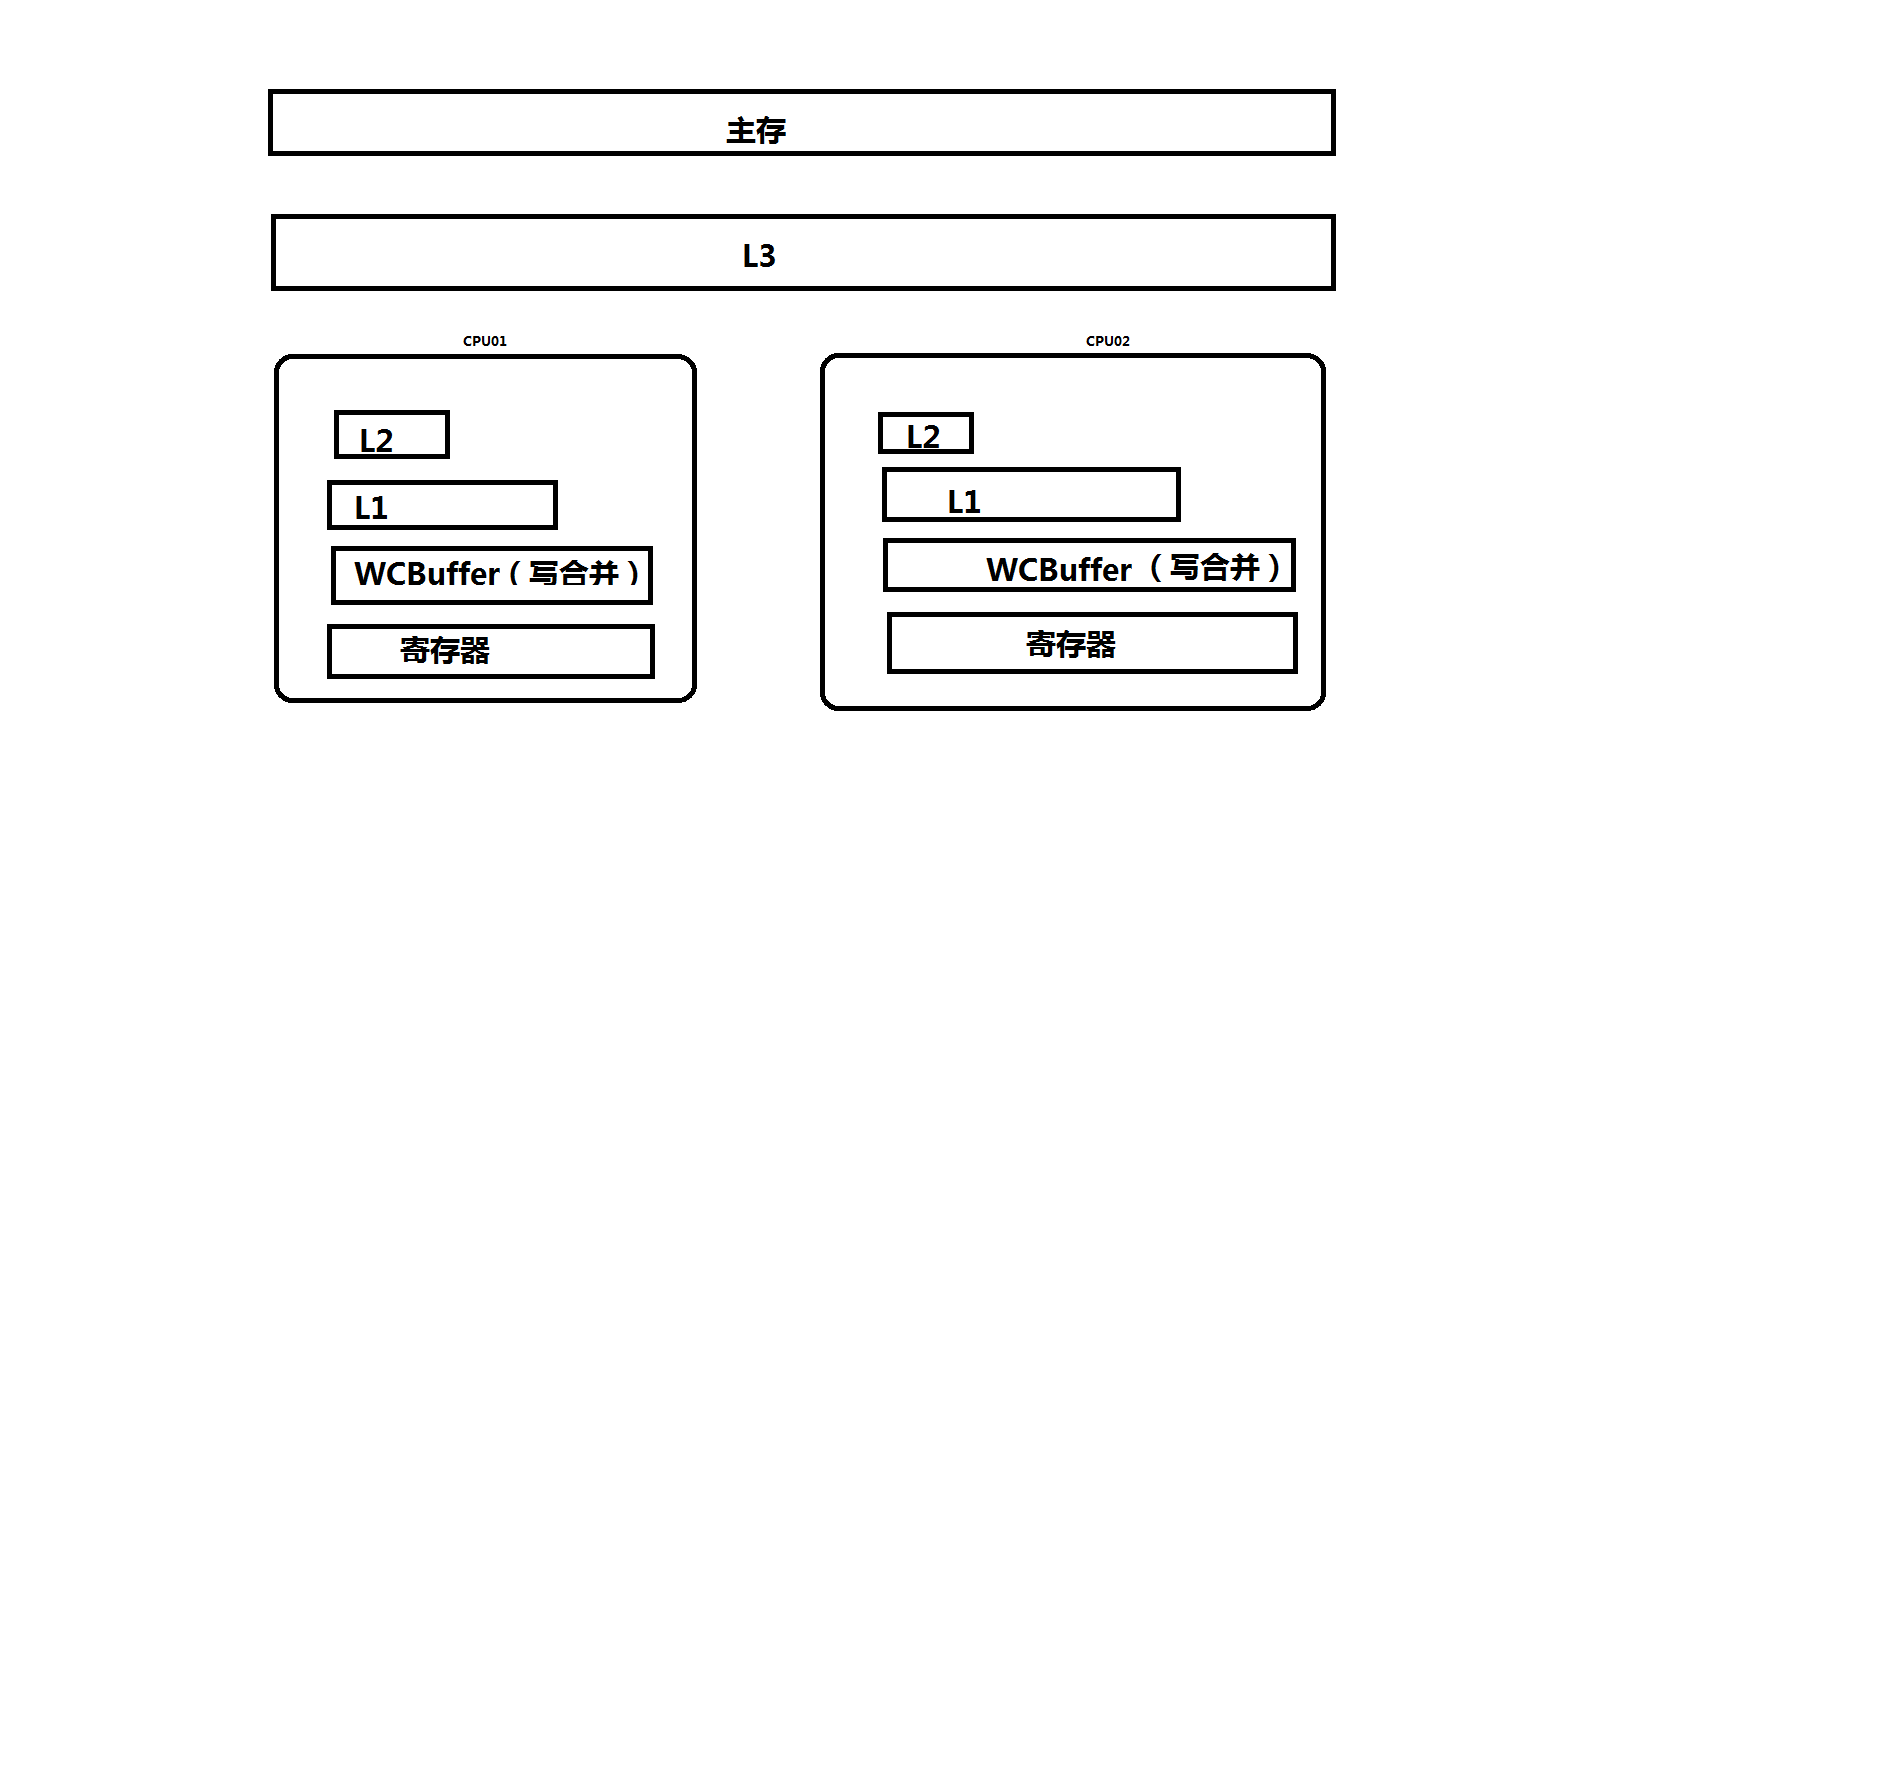 主存
L3
CPU01
L2
L1
WCBuffer（写合并）
寄存器
CPU02
L2
L1
WCBuffer （写合并）
寄存器